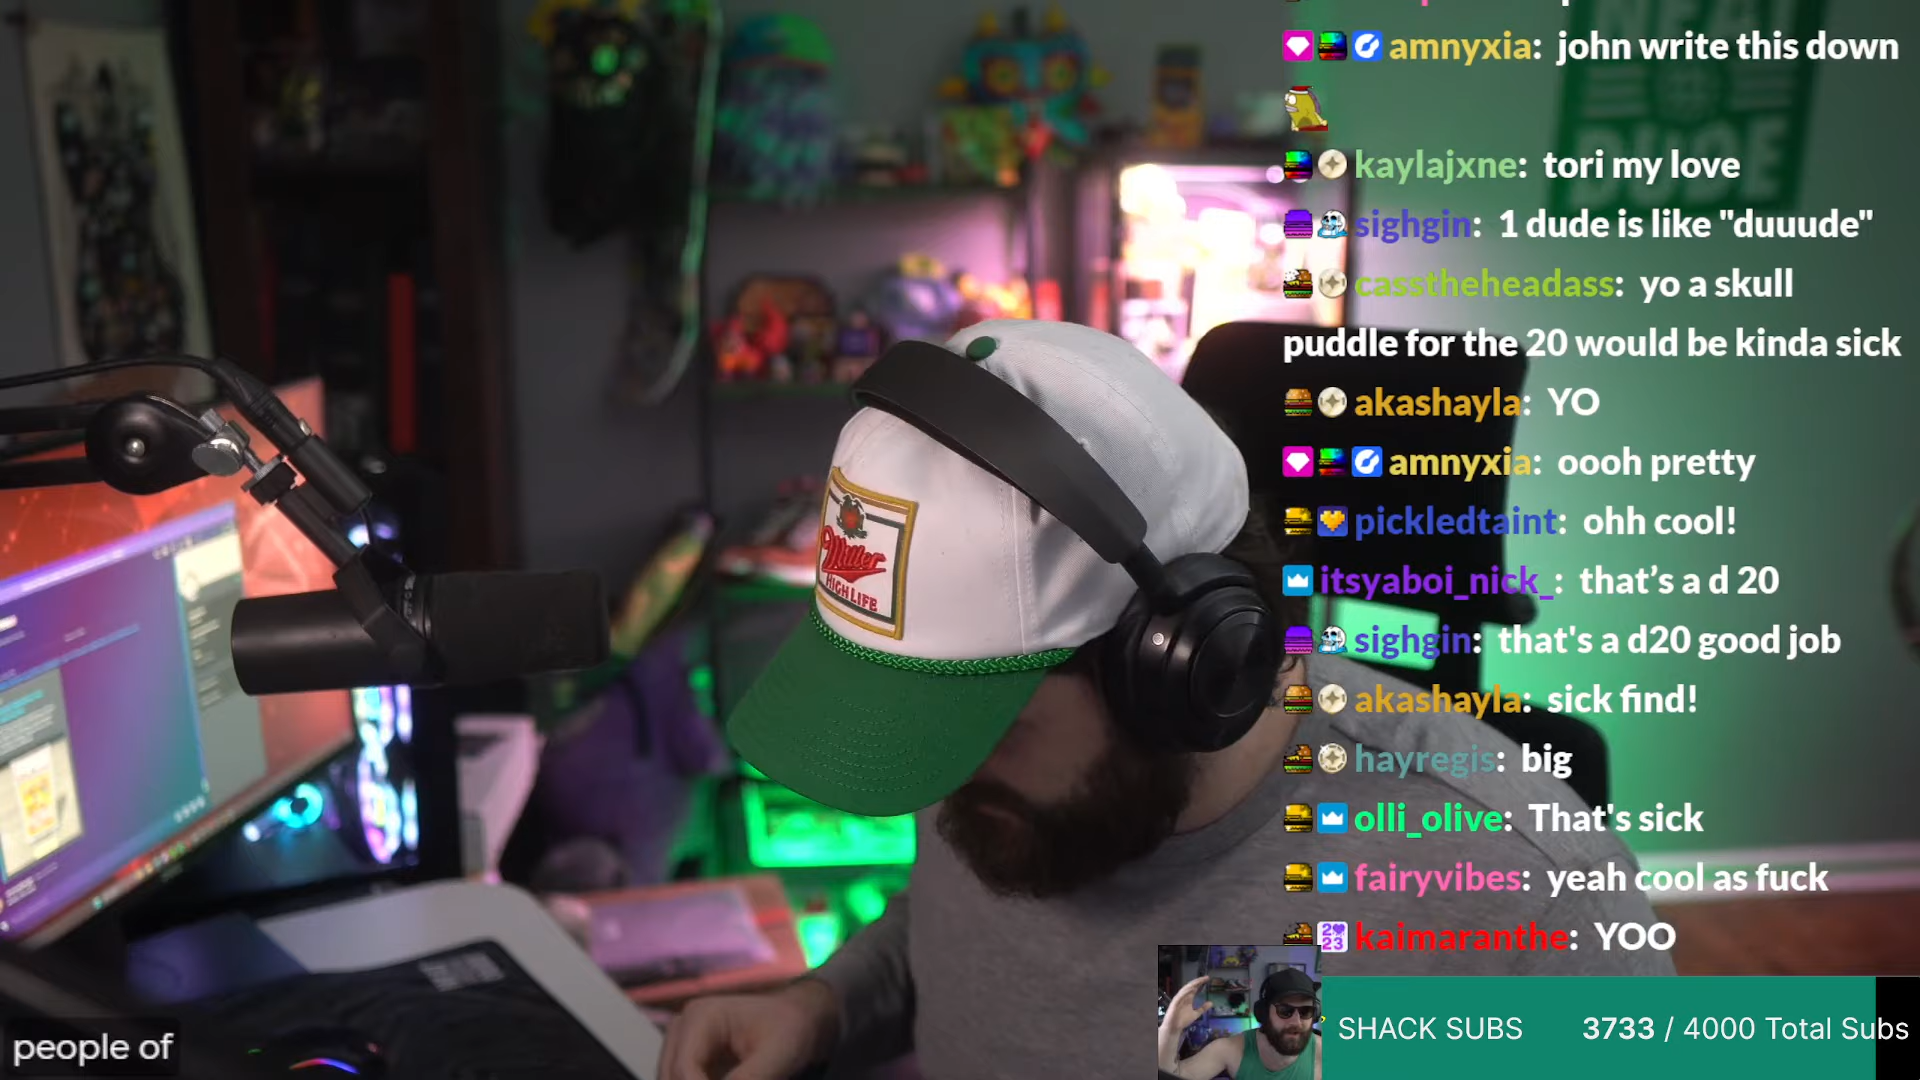 NEAT
DUDE
amnyxia: john write this down
kaylajxne: tori my love
sighgin: 1 dude is like "duuude"
casstheheadass: yo a skull
puddle for the 20 would be kinda sick
akashayla: YO
amnyxia: oooh pretty
pickledtaint: ohh cool!
itsyaboi_nick_: that’s a d 20
sighgin: that's a d20 good job
akashayla: sick find!
hayregis: big
olli_olive: That's sick
fairyvibes: yeah cool as fuck
2023 kaimaranthe: YOO
Miller
HIGH LIFE
people of
SHACK SUBS 3733 / 4000 Total Subs